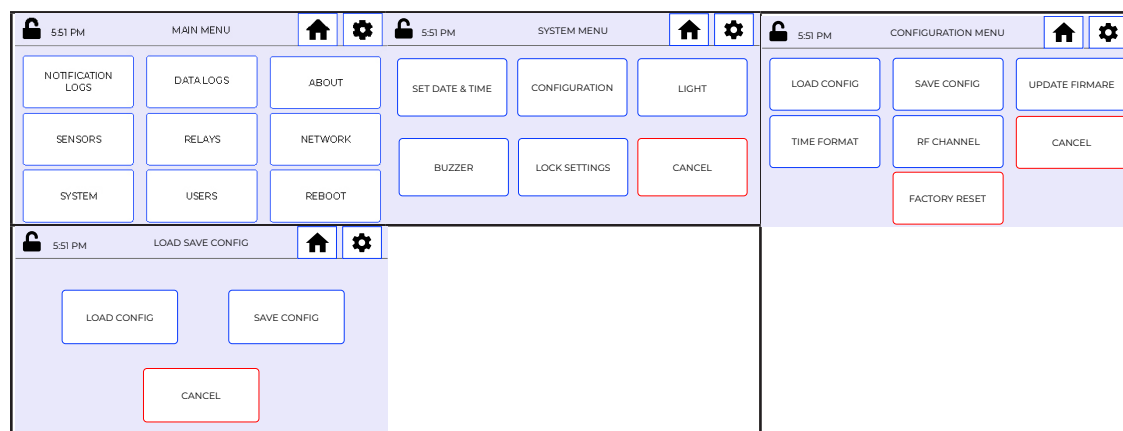 5:51 PM MAIN MENU
NOTIFICATION
LOGS
DATA LOGS
ABOUT
SENSORS
RELAYS
NETWORK
SYSTEM
USERS
REBOOT
5:51 PM SYSTEM MENU
SET DATE & TIME
CONFIGURATION
LIGHT
BUZZER
LOCK SETTINGS
CANCEL
5:51 PM CONFIGURATION MENU
LOAD CONFIG
SAVE CONFIG
UPDATE FIRMARE
TIME FORMAT
RF CHANNEL
CANCEL
FACTORY RESET
5:51 PM LOAD SAVE CONFIG
LOAD CONFIG
SAVE CONFIG
CANCEL